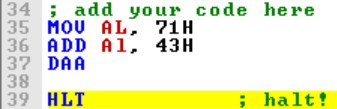 34 ; add your code here
35 MOV AL, 71H
36 ADD Al, 43H
37 DAA
38
39 HLT ; halt!